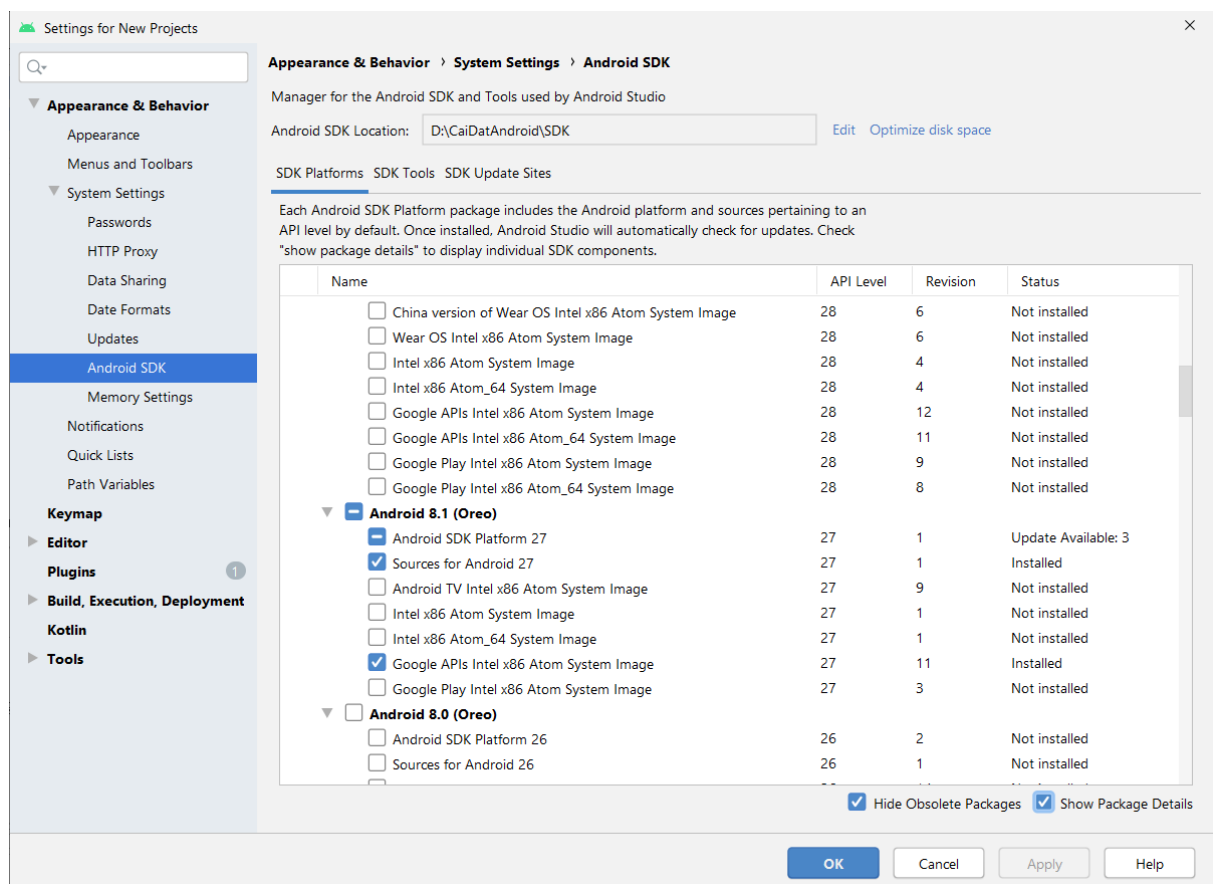 Settings for New Projects
Appearance & Behavior › System Settings › Android SDK
Manager for the Android SDK and Tools used by Android Studio
Android SDK Location: D:\CaiDatAndroid\SDK Edit Optimize disk space
SDK Platforms SDK Tools SDK Update Sites
Each Android SDK Platform package includes the Android platform and sources pertaining to an
API level by default. Once installed, Android Studio will automatically check for updates. Check
"show package details" to display individual SDK components.
Appearance & Behavior
Appearance
Menus and Toolbars
System Settings
Passwords
HTTP Proxy
Data Sharing
Date Formats
Updates
Android SDK
Memory Settings
Notifications
Quick Lists
Path Variables
Keymap
Editor
Plugins 1
Build, Execution, Deployment
Kotlin
Tools
Name API Level Revision Status
China version of Wear OS Intel x86 Atom System Image 28 6 Not installed
Wear OS Intel x86 Atom System Image 28 6 Not installed
Intel x86 Atom System Image 28 4 Not installed
Intel x86 Atom_64 System Image 28 4 Not installed
Google APIs Intel x86 Atom System Image 28 12 Not installed
Google APIs Intel x86 Atom_64 System Image 28 11 Not installed
Google Play Intel x86 Atom System Image 28 9 Not installed
Google Play Intel x86 Atom_64 System Image 28 8 Not installed
Android 8.1 (Oreo)
Android SDK Platform 27 27 1 Update Available: 3
Sources for Android 27 27 1 Installed
Android TV Intel x86 Atom System Image 27 9 Not installed
Intel x86 Atom System Image 27 1 Not installed
Intel x86 Atom_64 System Image 27 1 Not installed
Google APIs Intel x86 Atom System Image 27 11 Installed
Google Play Intel x86 Atom System Image 27 3 Not installed
Android 8.0 (Oreo)
Android SDK Platform 26 26 2 Not installed
Sources for Android 26 26 1 Not installed
Hide Obsolete Packages Show Package Details
OK Cancel Apply Help